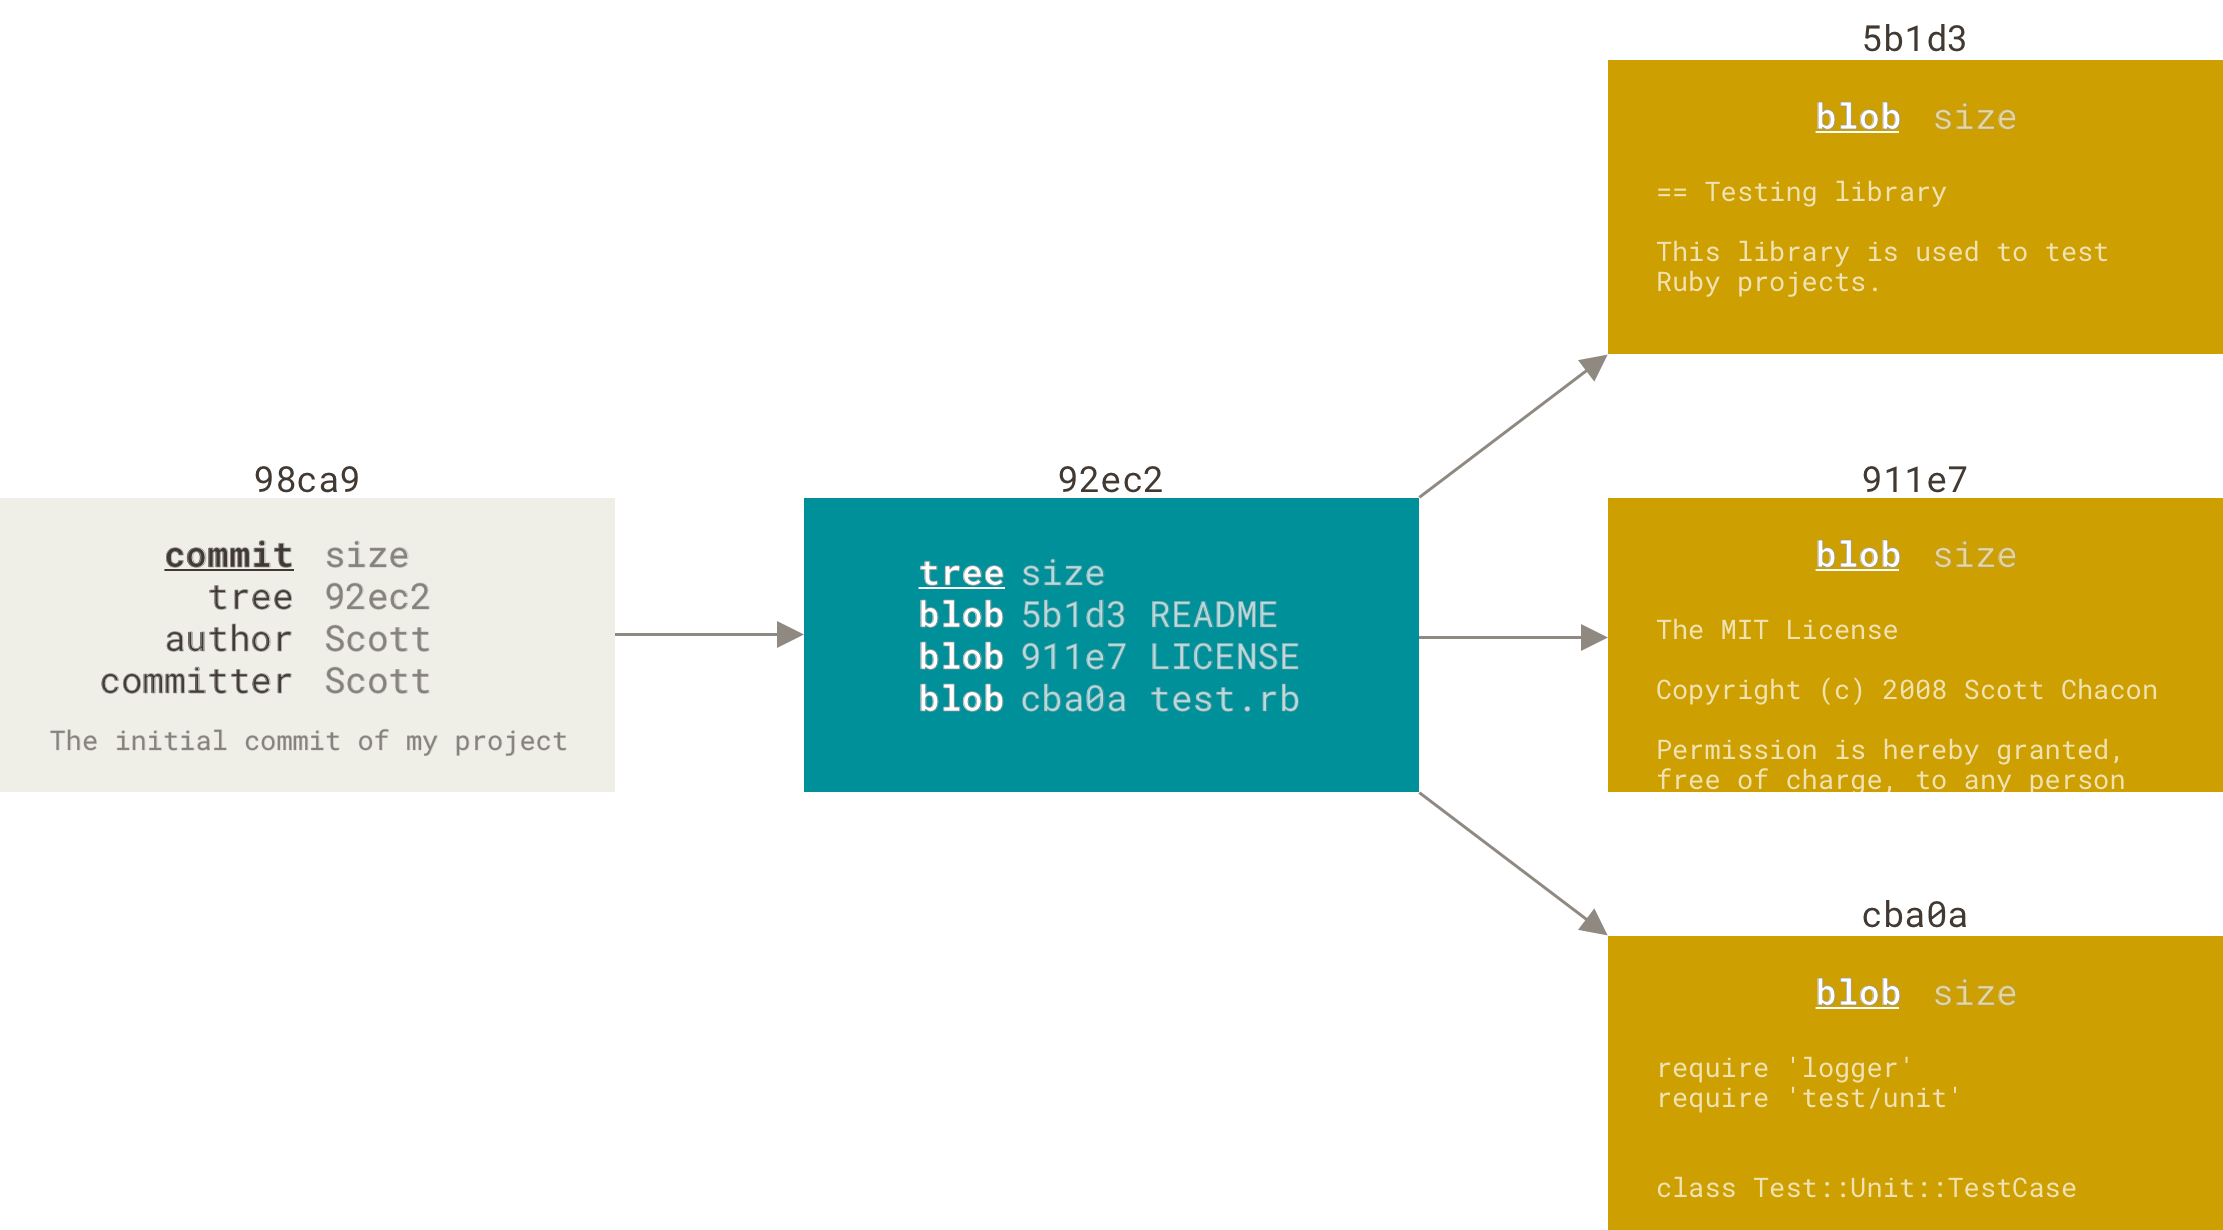 98ca9
commit size
tree 92ec2
author Scott
committer Scott
The initial commit of my project
92ec2
tree size
blob 5b1d3 README
blob 911e7 LICENSE
blob cba0a test.rb
5b1d3
blob size
== Testing library
This library is used to test
Ruby projects.
911e7
blob size
The MIT License
Copyright (c) 2008 Scott Chacon
Permission is hereby granted,
free of charge, to any person
cba0a
blob size
require 'logger'
require 'test/unit'
class Test::Unit::TestCase